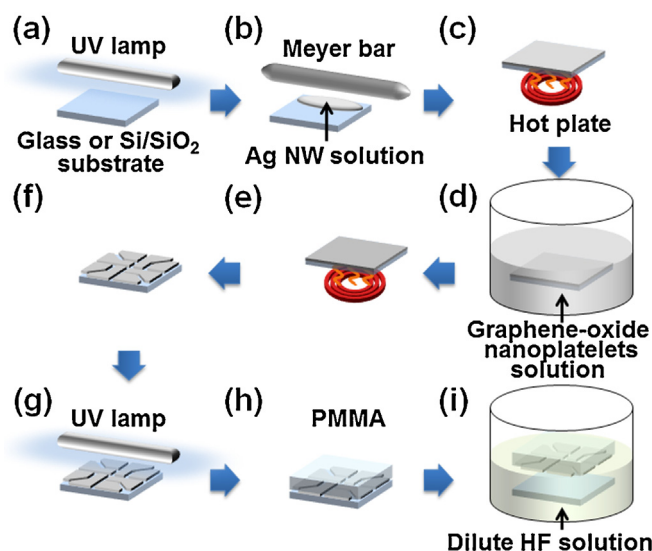 (a)
UV lamp
Glass or Si/SiO₂
substrate
(b)
Meyer bar
Ag NW solution
(c)
Hot plate
(f)
(e)
(d)
Graphene-oxide
nanoplatelets
solution
(g)
UV lamp
(h)
PMMA
(i)
Dilute HF solution